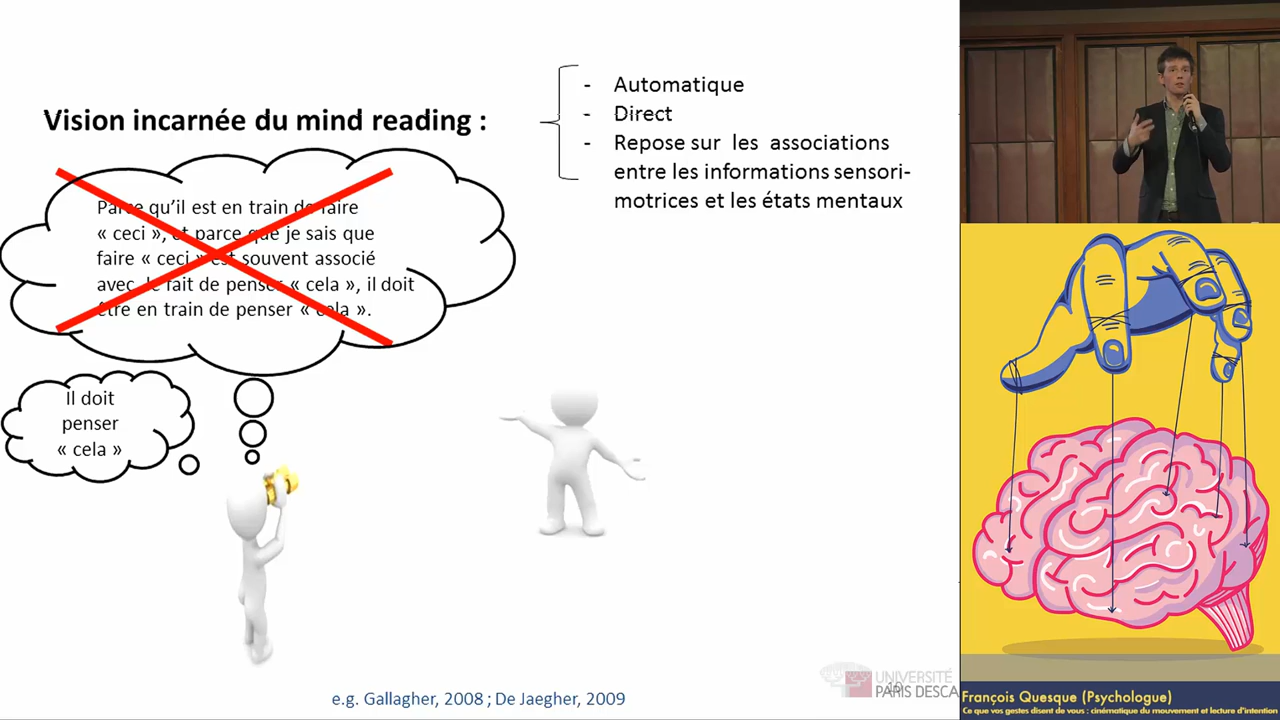 Vision incarnée du mind reading :
- Automatique
- Direct
- Repose sur les associations
entre les informations sensori-
motrices et les états mentaux
Parce qu'il est en train de faire
« ceci », et parce que je sais que
faire « ceci » est souvent associé
avec le fait de penser « cela », il doit
être en train de penser « cela ».
Il doit
penser
« cela »
e.g. Gallagher, 2008 ; De Jaegher, 2009
UNIVERSITÉ
PARIS DESCA
François Quesque (Psychologue)
Ce que vos gestes disent de vous : cinématique du mouvement et lecture d'intention